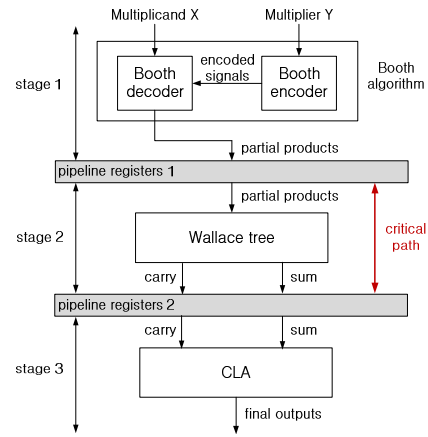 Multiplicand X
Multiplier Y
stage 1
Booth
decoder
encoded
signals
Booth
encoder
Booth
algorithm
partial products
pipeline registers 1
partial products
stage 2
Wallace tree
critical
path
carry
sum
pipeline registers 2
carry
sum
stage 3
CLA
final outputs